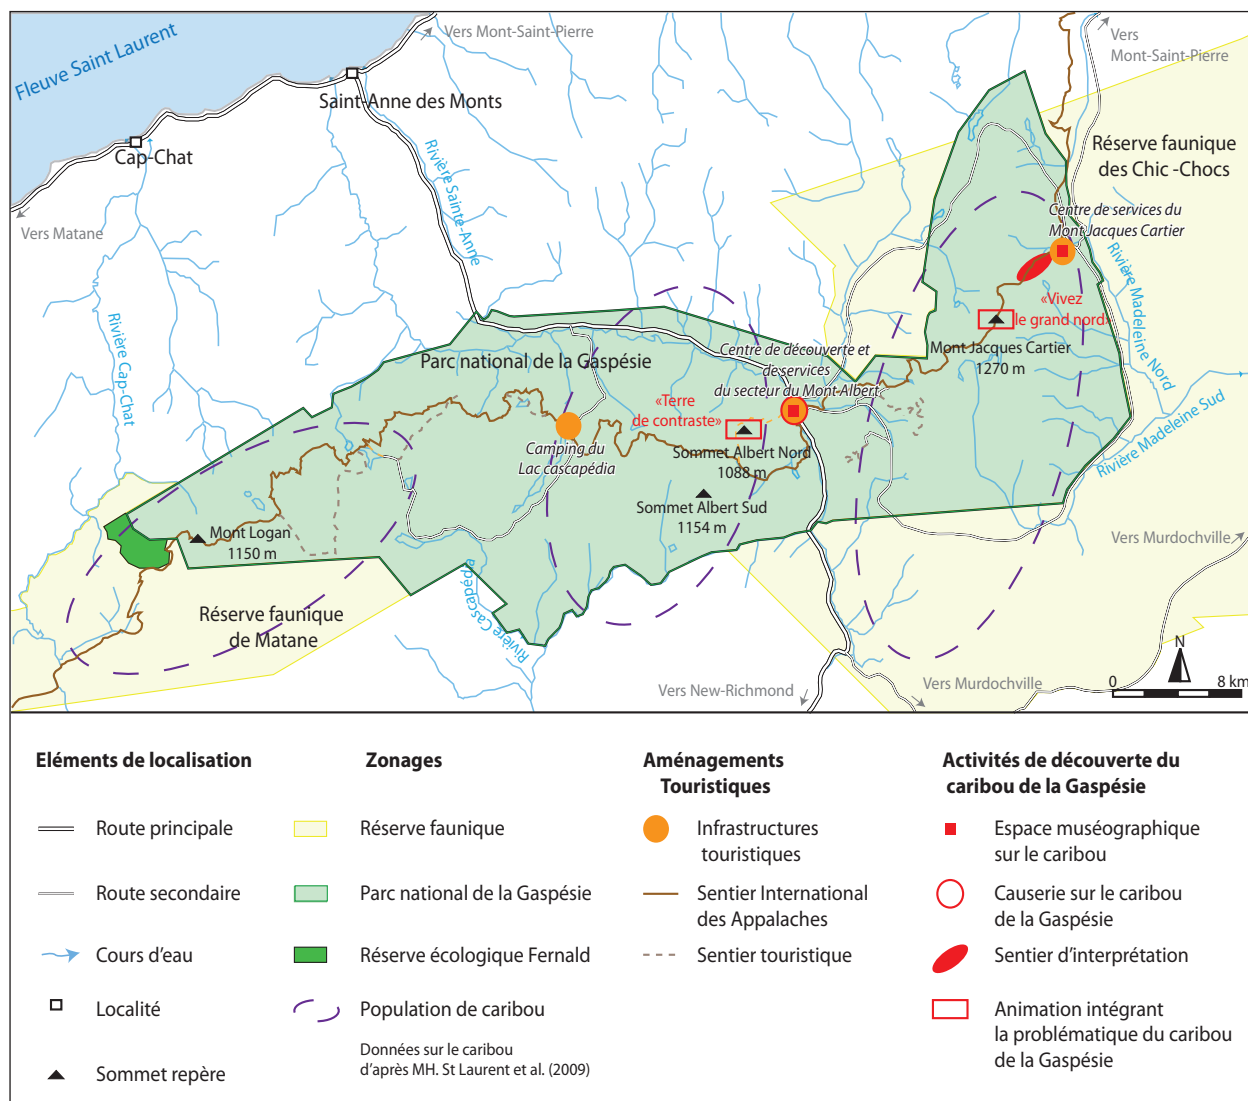 Fleuve Saint Laurent
Vers Mont-Saint-Pierre
Vers
Mont-Saint-Pierre
Saint-Anne des Monts
Cap-Chat
Vers Matane
Rivière Sainte-Anne
Rivière Cap-Chat
Réserve faunique
des Chic -Chocs
Centre de services du
Mont Jacques Cartier
Rivière Madeleine Nord
«Vivez
le grand nord»
Mont Jacques Cartier
1270 m
Rivière Madeleine Sud
Parc national de la Gaspésie
Centre de découverte et
de services
du secteur du Mont Albert
«Terre
de contraste»
Sommet Albert Nord
1088 m
Camping du
Lac cascapédia
Sommet Albert Sud
1154 m
Mont Logan
1150 m
Vers Murdochville
Réserve faunique
de Matane
Rivière Cascapédia
Vers New-Richmond
Vers Murdochville
N
0 8 km
Eléments de localisation
Route principale
Route secondaire
Cours d'eau
Localité
Sommet repère
Zonages
Réserve faunique
Parc national de la Gaspésie
Réserve écologique Fernald
Population de caribou
Données sur le caribou
d'après MH. St Laurent et al. (2009)
Aménagements
Touristiques
Infrastructures
touristiques
Sentier International
des Appalaches
Sentier touristique
Activités de découverte du
caribou de la Gaspésie
Espace muséographique
sur le caribou
Causerie sur le caribou
de la Gaspésie
Sentier d'interprétation
Animation intégrant
la problématique du caribou
de la Gaspésie